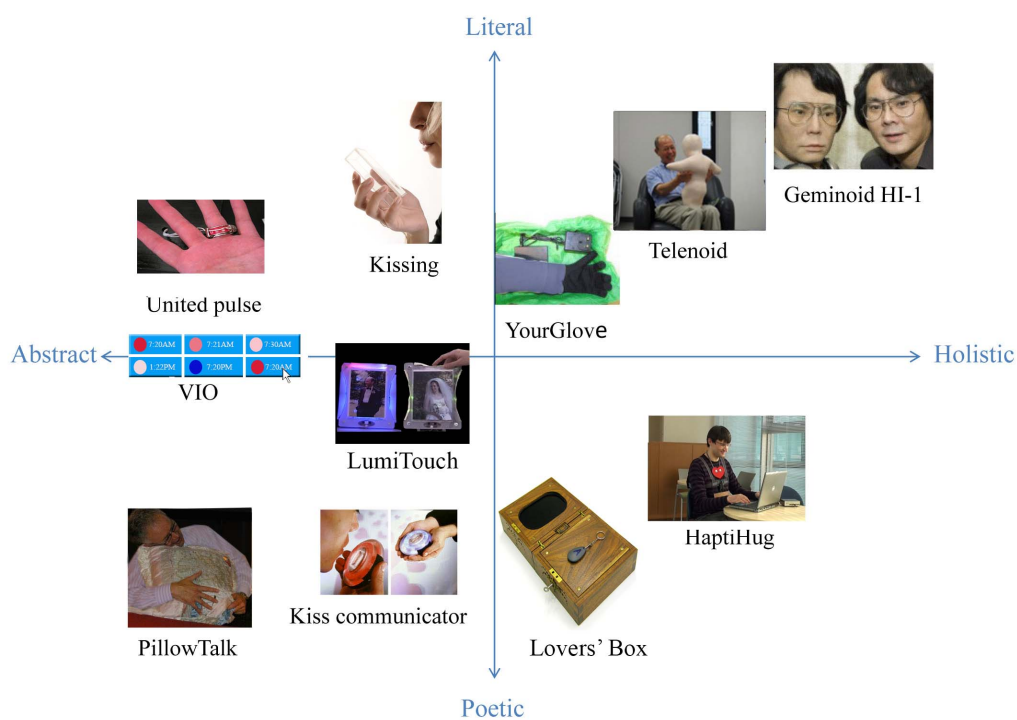 Literal
Geminoid HI-1
Telenoid
Kissing
United pulse
YourGlove
7:20AM 7:21AM 7:30AM
Abstract
Holistic
1:22PM 7:20PM 7:20AM
VIO
LumiTouch
HaptiHug
Kiss communicator
PillowTalk
Lovers’ Box
Poetic